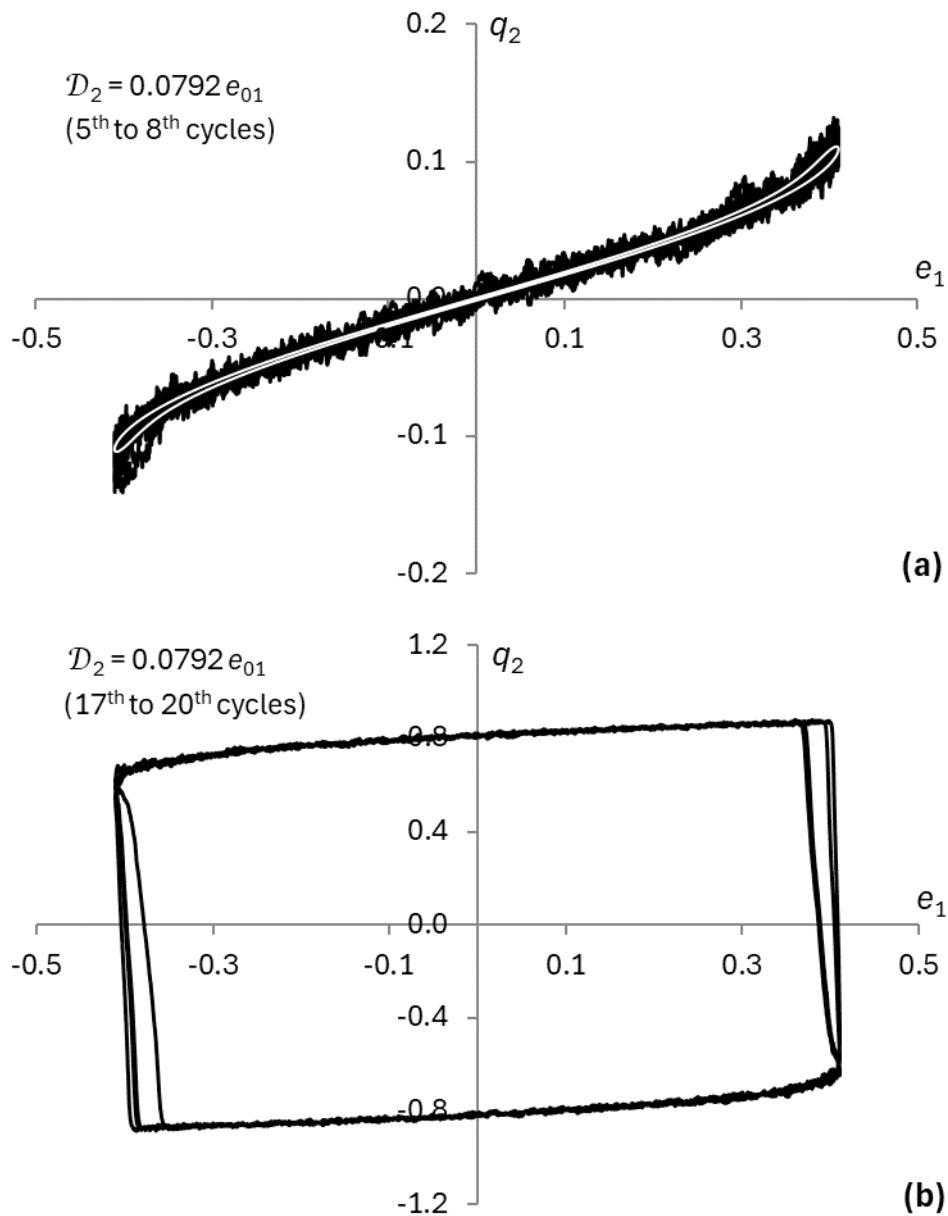 0.2
q₂
𝒟₂ = 0.0792 e₀₁
(5ᵗʰ to 8ᵗʰ cycles)
0.1
0.0
e₁
-0.5 -0.3 -0.1 0.1 0.3 0.5
-0.1
-0.2
(a)
1.2
q₂
𝒟₂ = 0.0792 e₀₁
(17ᵗʰ to 20ᵗʰ cycles)
0.8
0.4
0.0
e₁
-0.5 -0.3 -0.1 0.1 0.3 0.5
-0.4
-0.8
-1.2
(b)